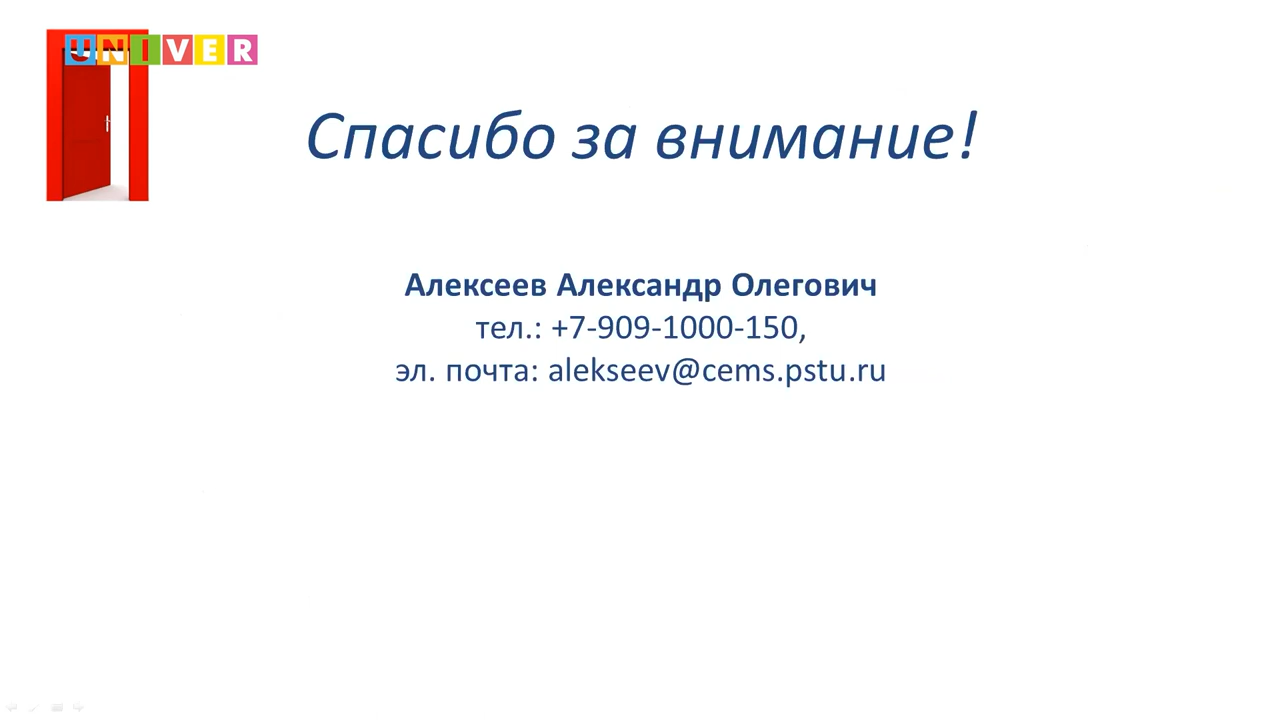 UNIVER
Спасибо за внимание!
Алексеев Александр Олегович
тел.: +7-909-1000-150,
эл. почта: alekseev@cems.pstu.ru